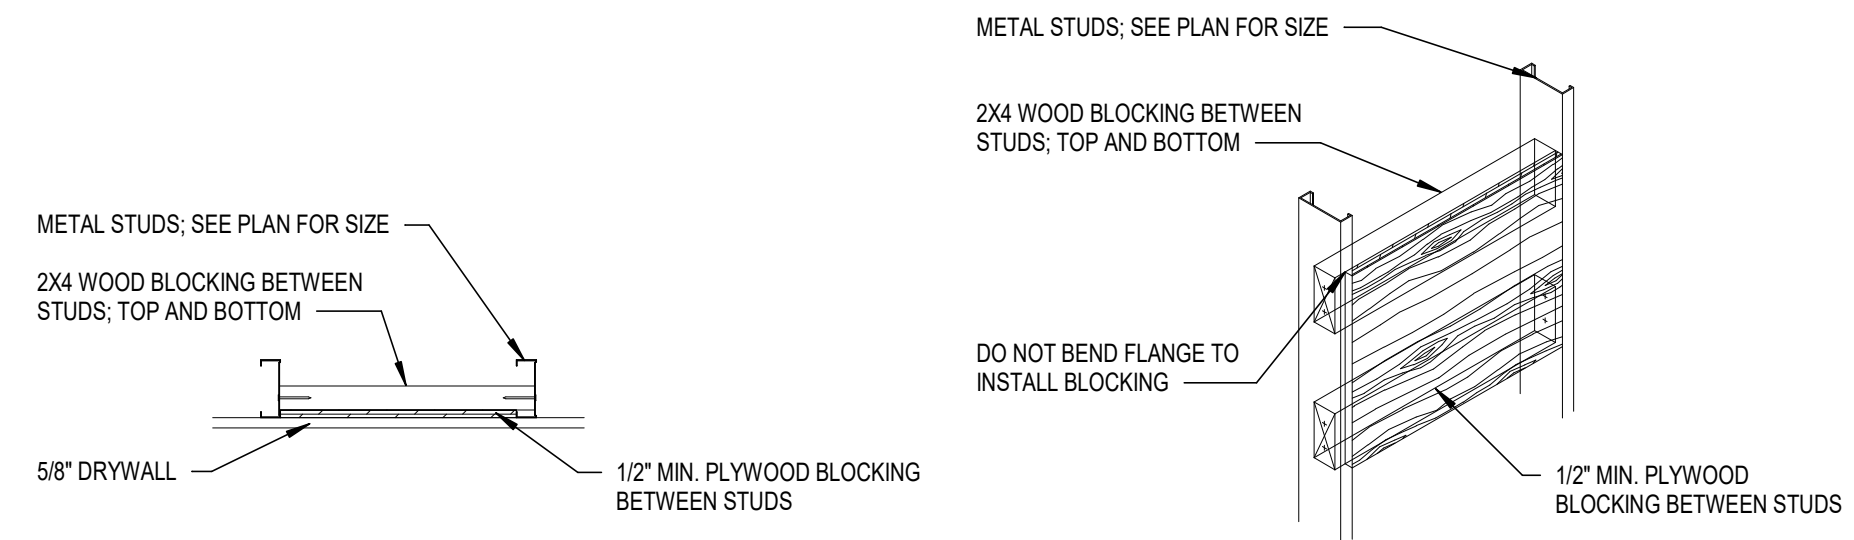 METAL STUDS; SEE PLAN FOR SIZE
2X4 WOOD BLOCKING BETWEEN
STUDS; TOP AND BOTTOM
5/8" DRYWALL
1/2" MIN. PLYWOOD BLOCKING
BETWEEN STUDS
METAL STUDS; SEE PLAN FOR SIZE
2X4 WOOD BLOCKING BETWEEN
STUDS; TOP AND BOTTOM
DO NOT BEND FLANGE TO
INSTALL BLOCKING
1/2" MIN. PLYWOOD
BLOCKING BETWEEN STUDS